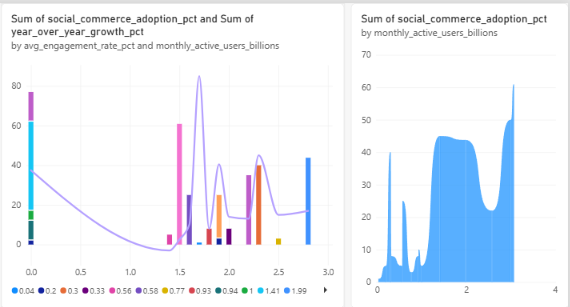 Sum of social_commerce_adoption_pct and Sum of
year_over_year_growth_pct
by avg_engagement_rate_pct and monthly_active_users_billions
80
60
40
20
0
0.0 0.5 1.0 1.5 2.0 2.5 3.0
0.04 0.2 0.3 0.33 0.56 0.58 0.77 0.93 0.94 1 1.41 1.99
Sum of social_commerce_adoption_pct
by monthly_active_users_billions
70
60
50
40
30
20
10
0
0 2 4